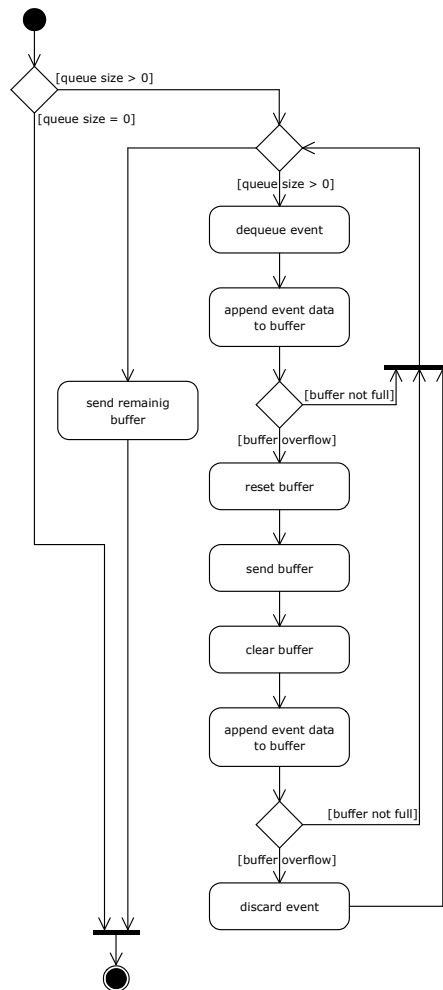 [queue size > 0]
[queue size = 0]
[queue size > 0]
dequeue event
append event data
to buffer
send remainig
buffer
[buffer not full]
[buffer overflow]
reset buffer
send buffer
clear buffer
append event data
to buffer
[buffer not full]
[buffer overflow]
discard event